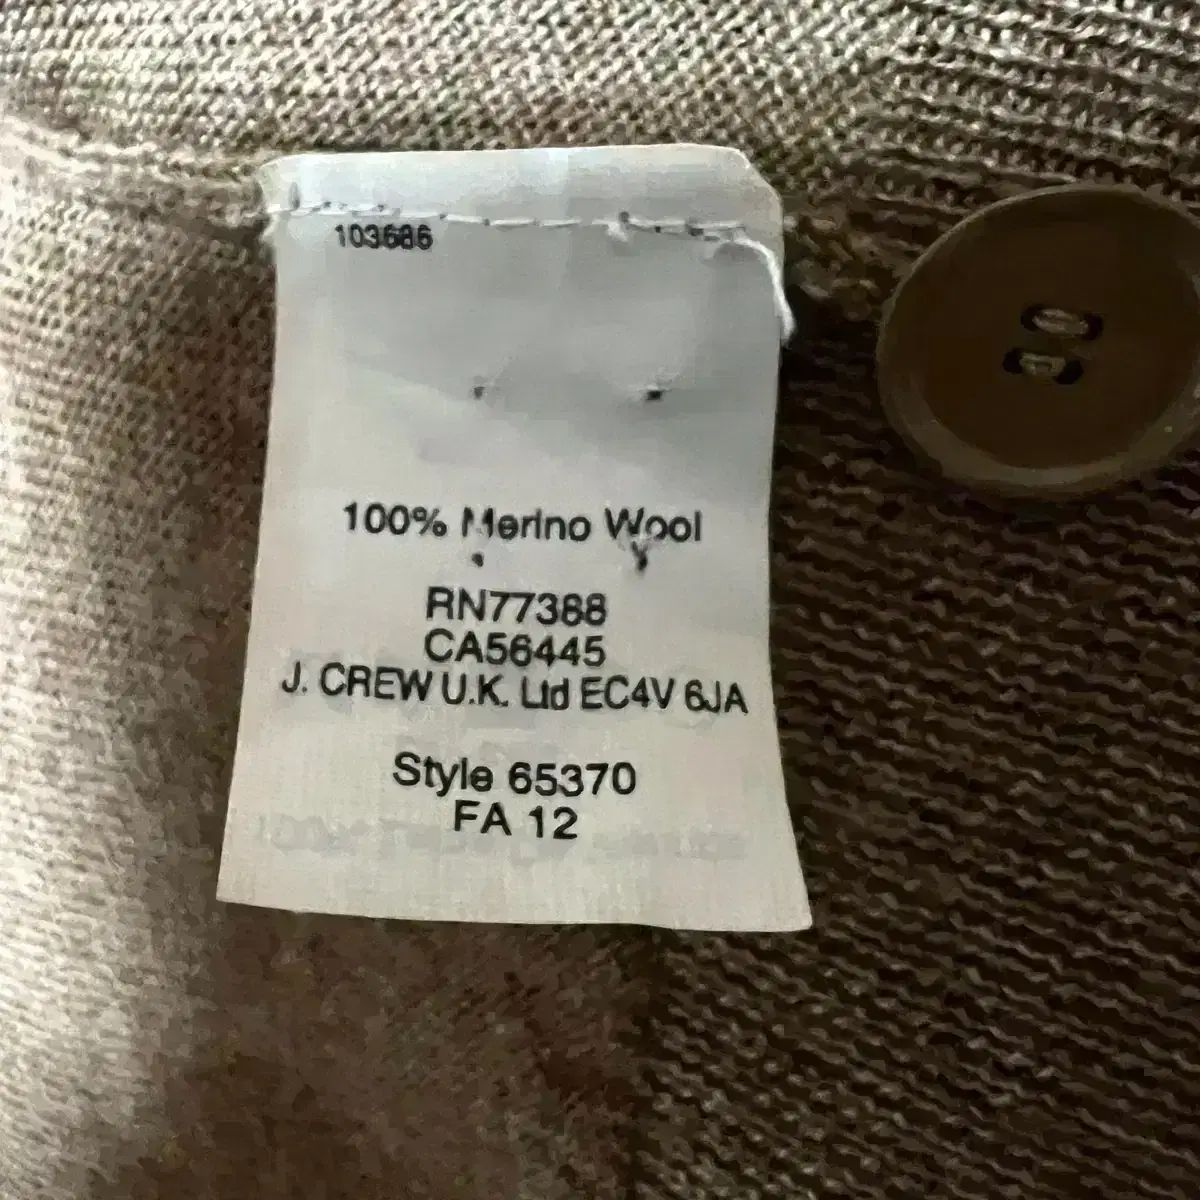 103686
100% Merino Wool
RN77388
CA56445
J. CREW U.K. Ltd EC4V 6JA
Style 65370
FA 12